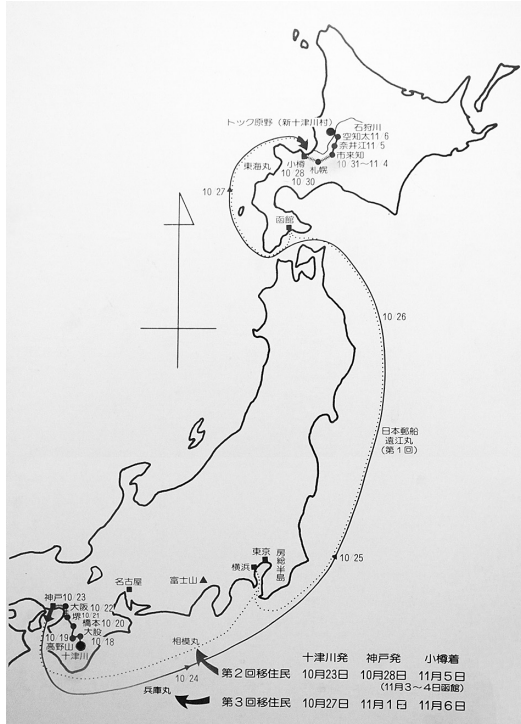 トック原野（新十津川村）
石狩川
空知太11 6
奈井江11 5
市来知
10 31～11 4
札幌
小樽
10 28
10 30
東海丸
10 27
函館
10 26
日本郵船
遠江丸
（第1回）
10 25
東京
横浜
房総半島
富士山
名古屋
神戸10/23
大阪10 22
堺10/21
橋本10 20
大股
10 18
10 19
高野山
十津川
10 24
相模丸
兵庫丸
十津川発 神戸発 小樽着
第2回移住民 10月23日 10月28日 11月5日
（11月3～4日函館）
第3回移住民 10月27日 11月1日 11月6日